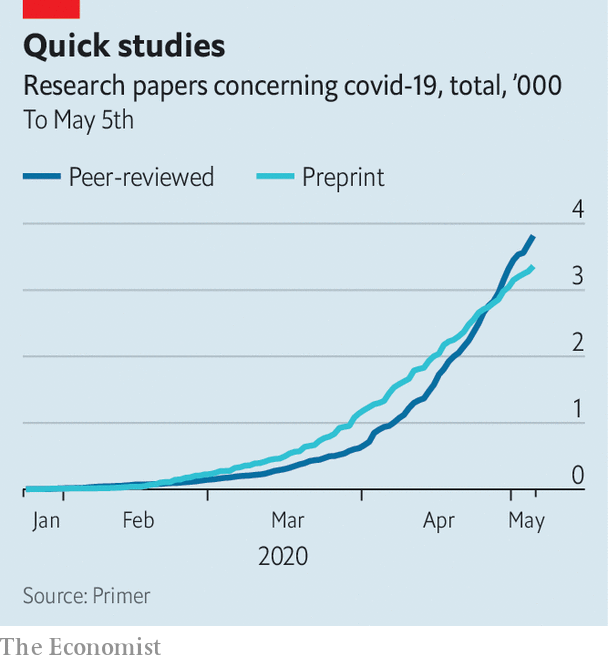 Quick studies
Research papers concerning covid-19, total, ’000
To May 5th
Peer-reviewed Preprint
4
3
2
1
0
Jan Feb Mar Apr May
2020
Source: Primer
The Economist